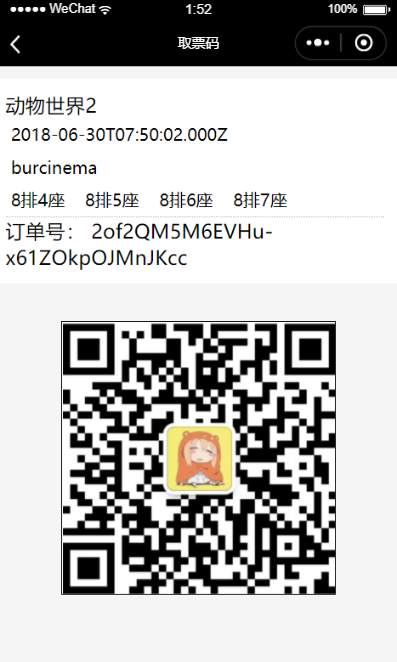 WeChat 1:52 100%
取票码
动物世界2
2018-06-30T07:50:02.000Z
burcinema
8排4座 8排5座 8排6座 8排7座
订单号： 2of2QM5M6EVHu-
x61ZOkpOJMnJKcc